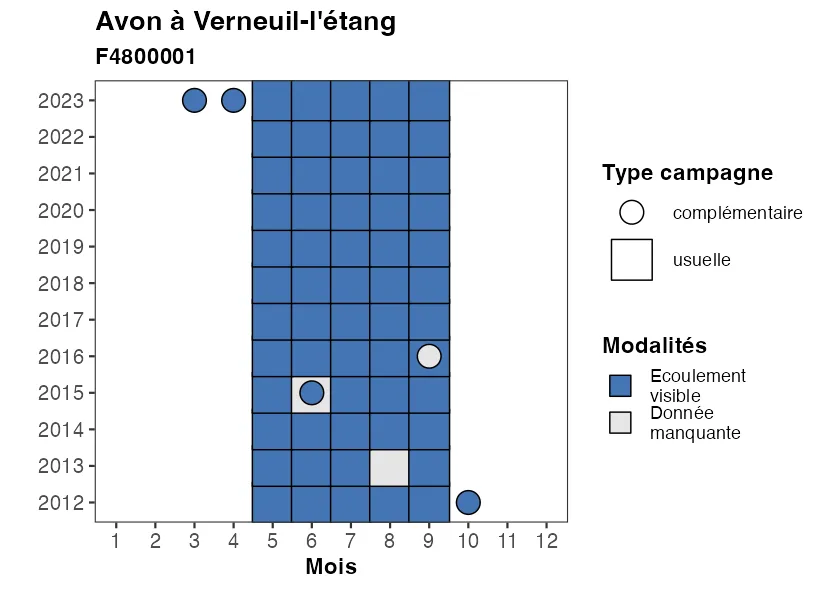 Avon à Verneuil-l'étang
F4800001
2023
2022
2021
2020
2019
2018
2017
2016
2015
2014
2013
2012
1 2 3 4 5 6 7 8 9 10 11 12
Mois
Type campagne
complémentaire
usuelle
Modalités
Ecoulement
visible
Donnée
manquante